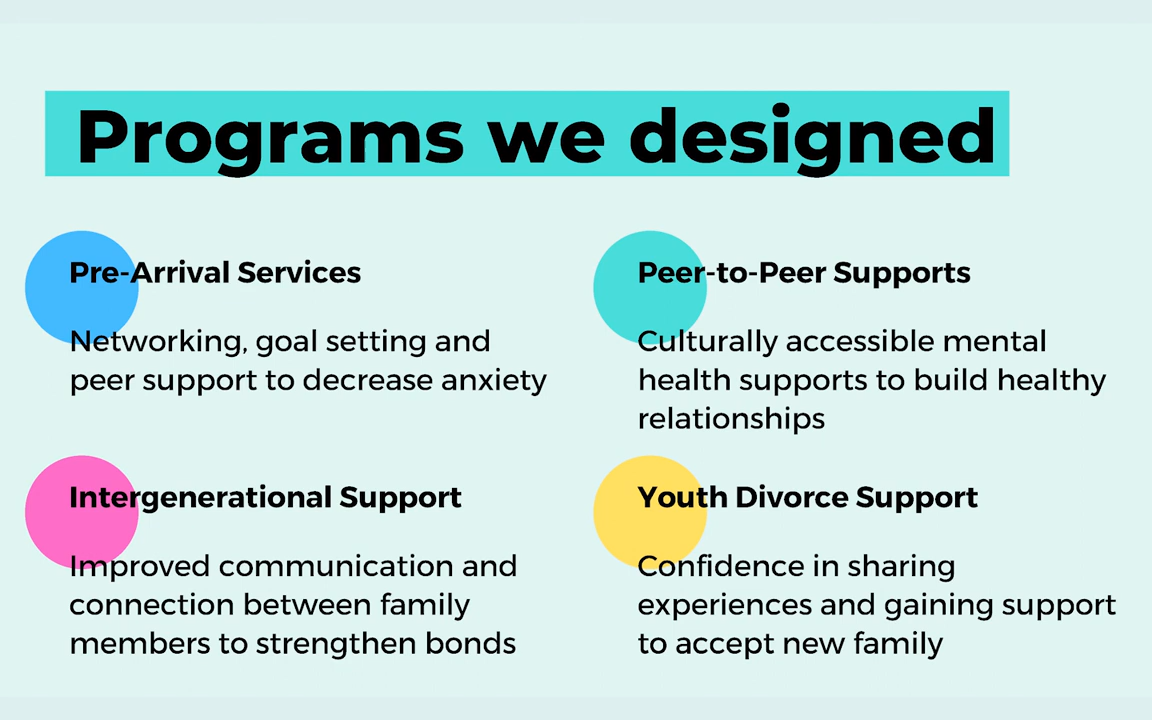 Programs we designed
Pre-Arrival Services
Networking, goal setting and
peer support to decrease anxiety
Peer-to-Peer Supports
Culturally accessible mental
health supports to build healthy
relationships
Intergenerational Support
Improved communication and
connection between family
members to strengthen bonds
Youth Divorce Support
Confidence in sharing
experiences and gaining support
to accept new family